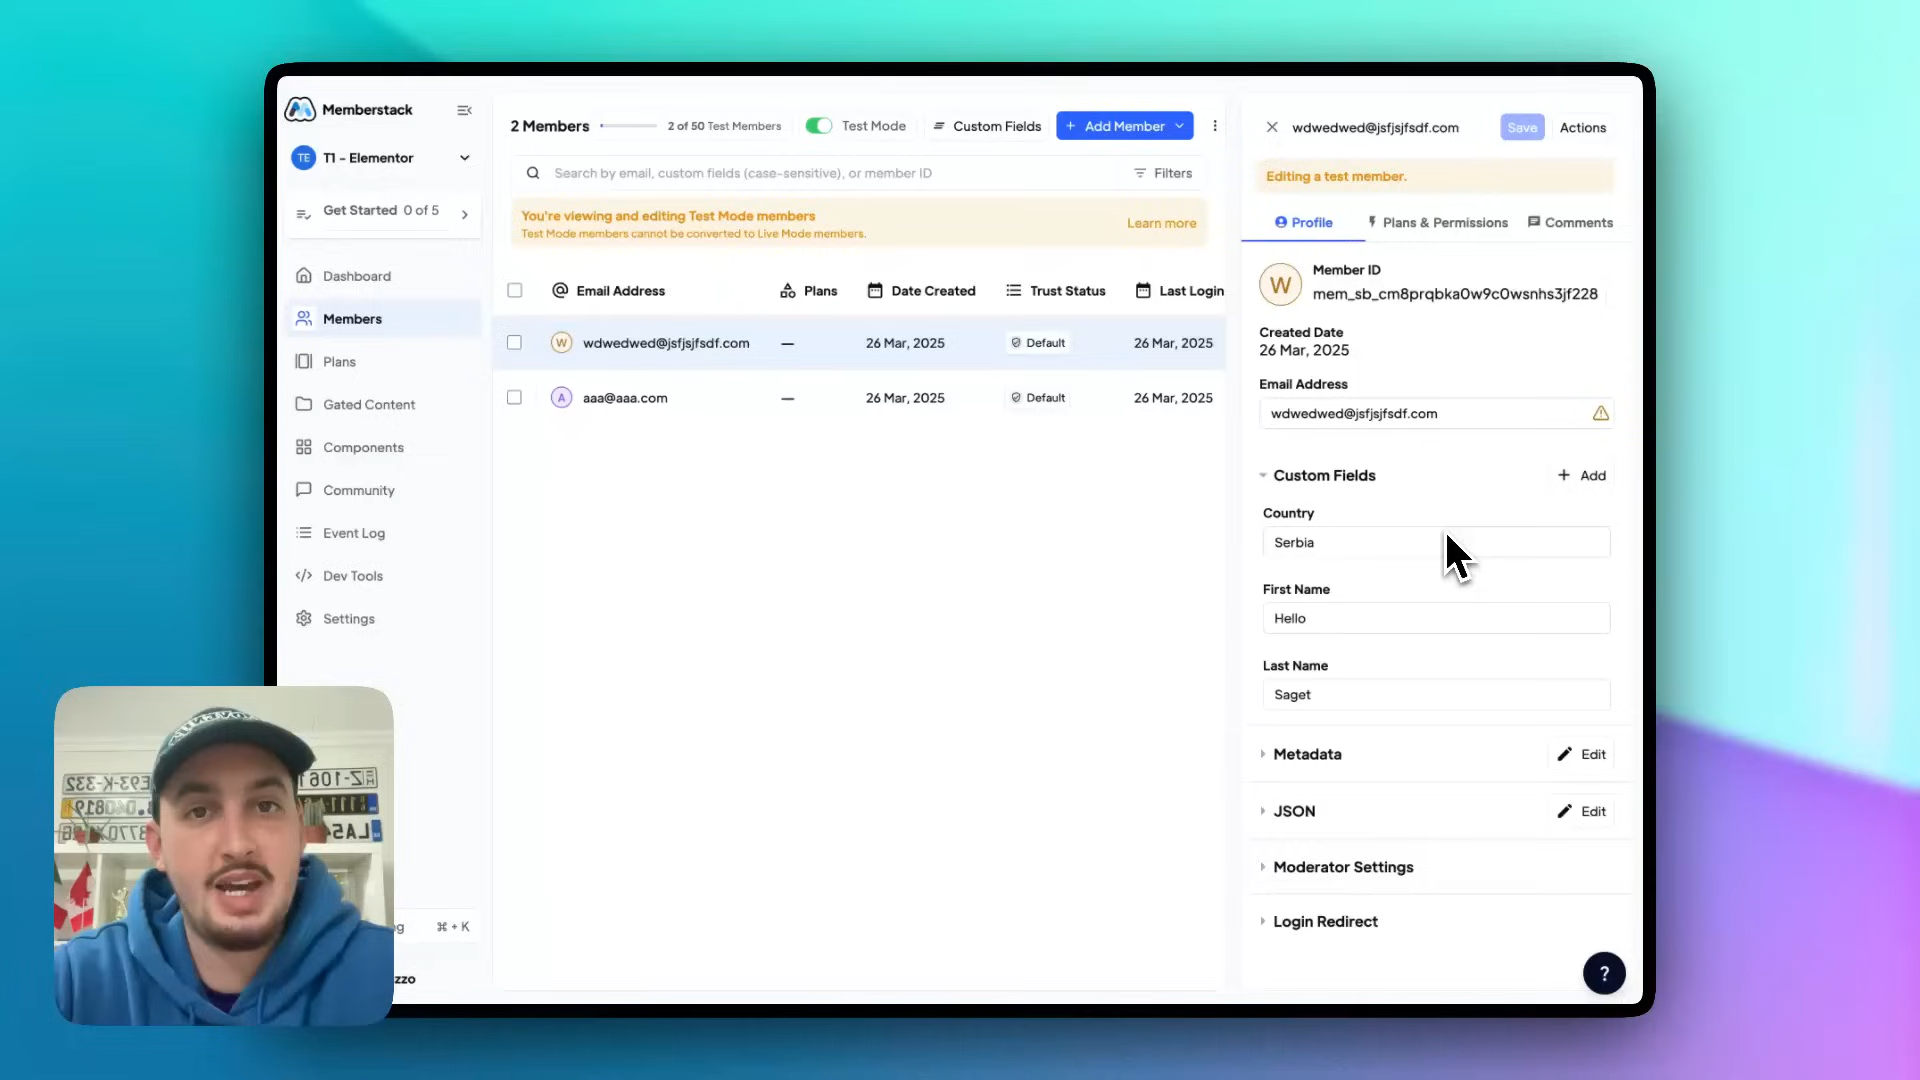 Memberstack
TE T1 - Elementor
Get Started 0 of 5
Dashboard
Members
Plans
Gated Content
Components
Community
Event Log
Dev Tools
Settings
⌘ + K
2 Members
2 of 50 Test Members
Test Mode
Custom Fields
+ Add Member
Search by email, custom fields (case-sensitive), or member ID
Filters
You're viewing and editing Test Mode members
Test Mode members cannot be converted to Live Mode members.
Learn more
Email Address Plans Date Created Trust Status Last Login
W wdwedwed@jsfjsjfsdf.com — 26 Mar, 2025 Default 26 Mar, 2025
A aaa@aaa.com — 26 Mar, 2025 Default 26 Mar, 2025
wdwedwed@jsfjsjfsdf.com
Save
Actions
Editing a test member.
Profile
Plans & Permissions
Comments
W
Member ID
mem_sb_cm8prqbka0w9c0wsnhs3jf228
Created Date
26 Mar, 2025
Email Address
wdwedwed@jsfjsjfsdf.com
Custom Fields
+ Add
Country
Serbia
First Name
Hello
Last Name
Saget
Metadata
Edit
JSON
Edit
Moderator Settings
Login Redirect
?